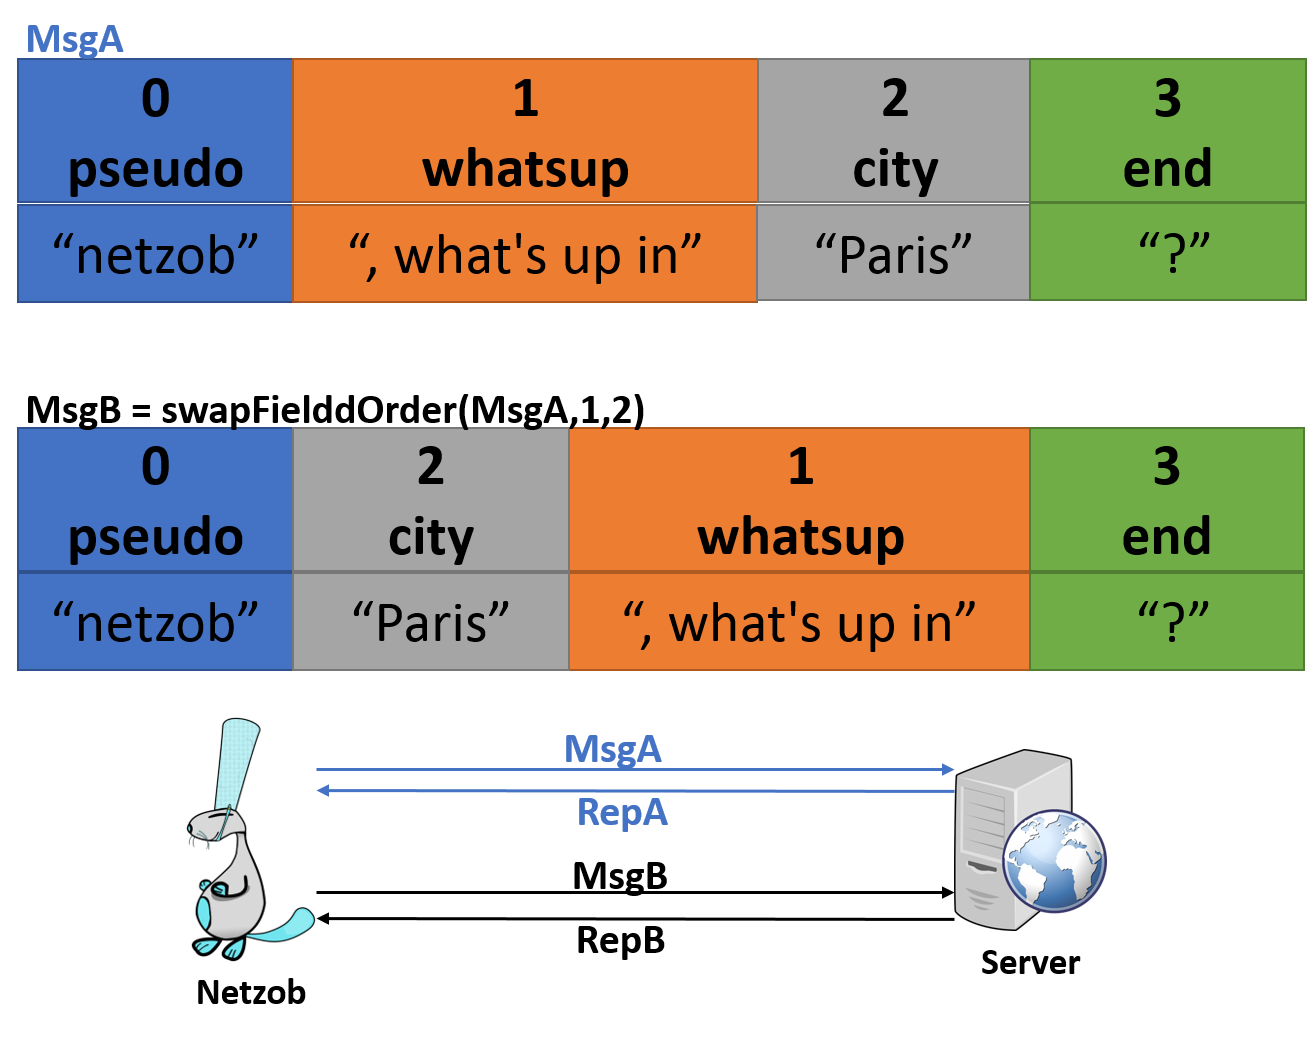 MsgA
0 1 2 3
pseudo whatsup city end
“netzob” “, what's up in” “Paris” “?”
MsgB = swapFielddOrder(MsgA,1,2)
0 2 1 3
pseudo city whatsup end
“netzob” “Paris” “, what's up in” “?”
MsgA
RepA
MsgB
RepB
Server
Netzob